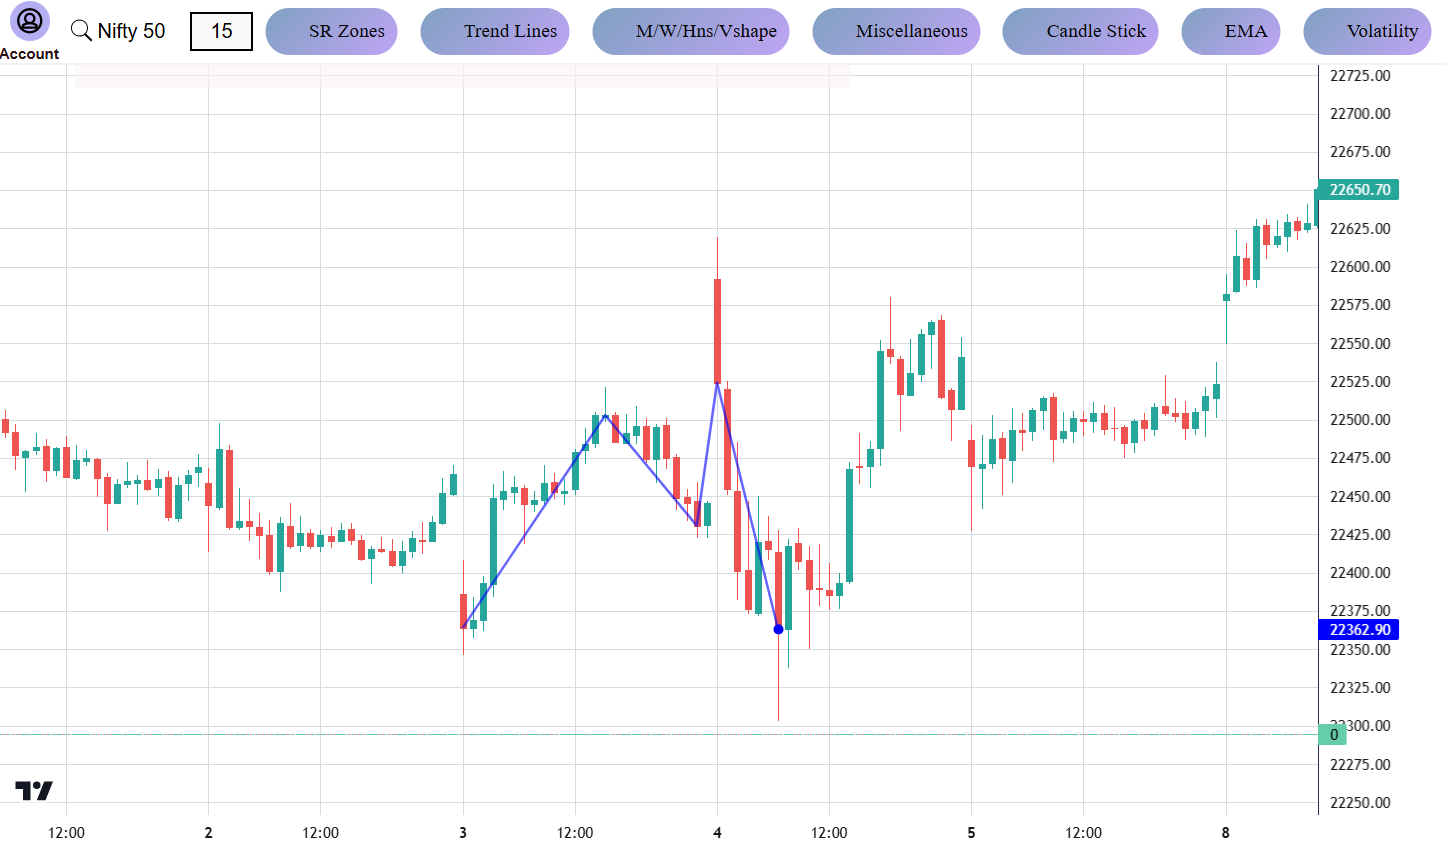 Account
Nifty 50
15
SR Zones
Trend Lines
M/W/Hns/Vshape
Miscellaneous
Candle Stick
EMA
Volatility
22725.00
22700.00
22675.00
22650.70
22625.00
22600.00
22575.00
22550.00
22525.00
22500.00
22475.00
22450.00
22425.00
22400.00
22375.00
22362.90
22350.00
22325.00
22300.00
0
22275.00
22250.00
12:00 2 12:00 3 12:00 4 12:00 5 12:00 8